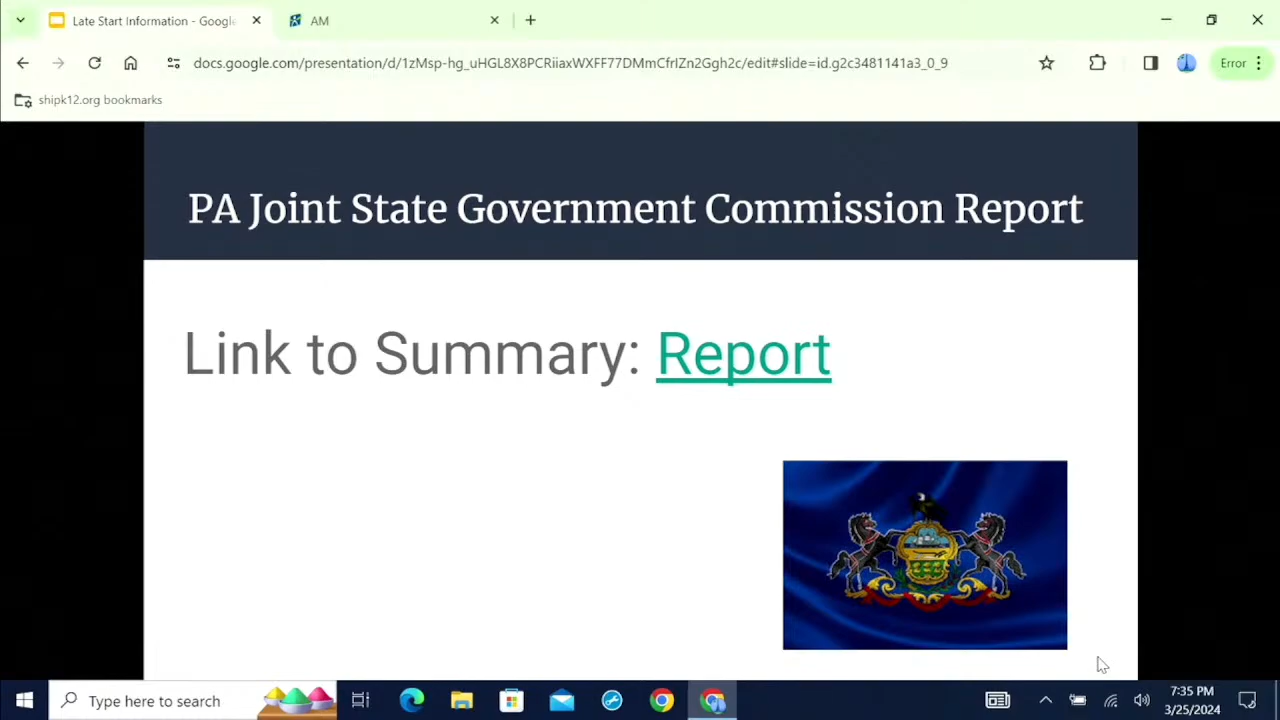 Late Start Information - Google
AM
docs.google.com/presentation/d/1zMsp-hg_uHGL8X8PCRiiaxWXFF77DMmCfrIZn2Ggh2c/edit#slide=id.g2c3481141a3_0_9
Error
shipk12.org bookmarks
PA Joint State Government Commission Report
Link to Summary: Report
Type here to search
7:35 PM
3/25/2024